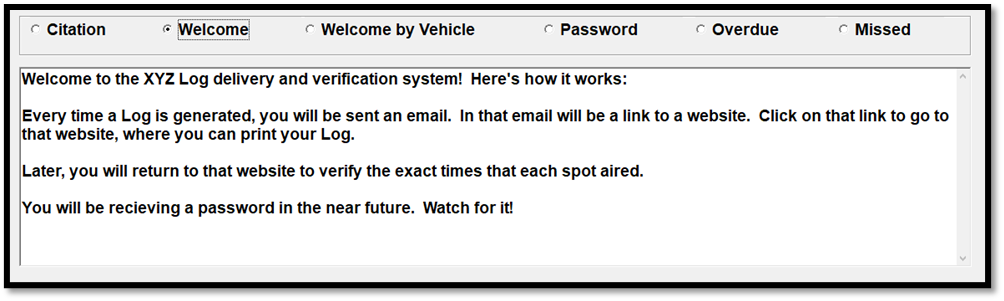 Citation Welcome Welcome by Vehicle Password Overdue Missed
Welcome to the XYZ Log delivery and verification system!  Here's how it works:
Every time a Log is generated, you will be sent an email.  In that email will be a link to a website.  Click on that link to go to
that website, where you can print your Log.
Later, you will return to that website to verify the exact times that each spot aired.
You will be recieving a password in the near future.  Watch for it!